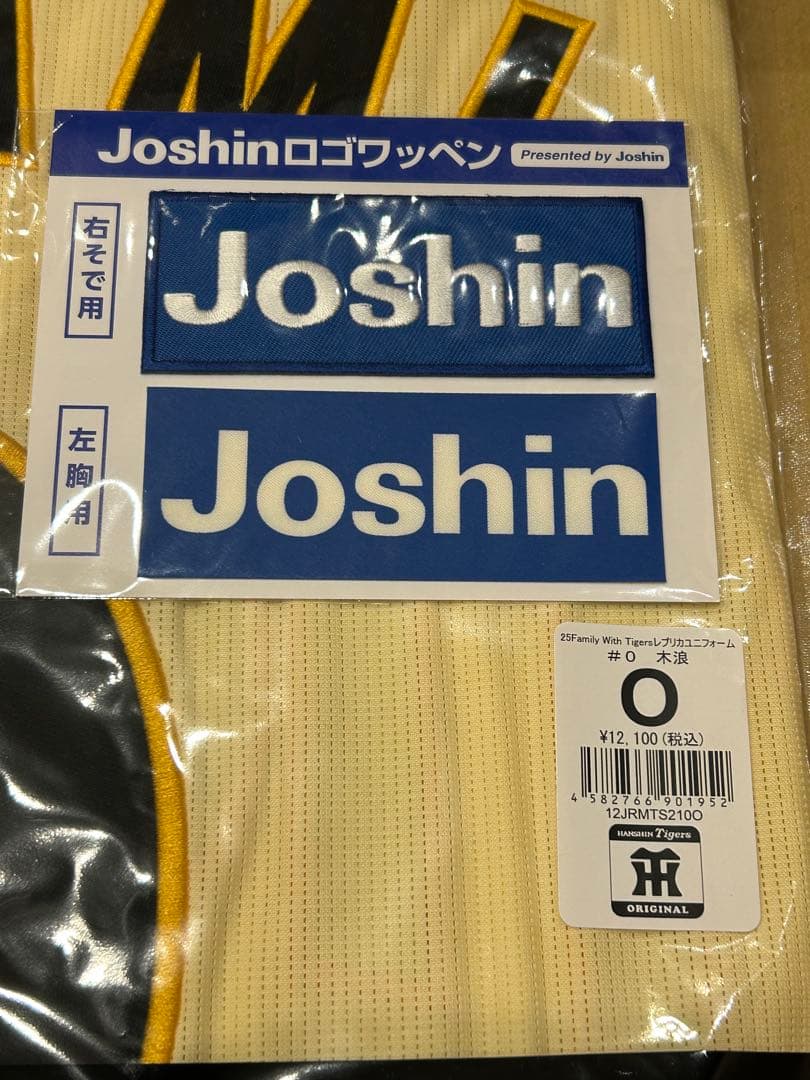 MI
Joshinロゴワッペン Presented by Joshin
右そで用
Joshin
左胸用
Joshin
25Family With Tigersレプリカユニフォーム
#0 木浪
O
¥12,100(税込)
4 582766 901952
12JRMTS210O
HANSHIN Tigers
HT
ORIGINAL